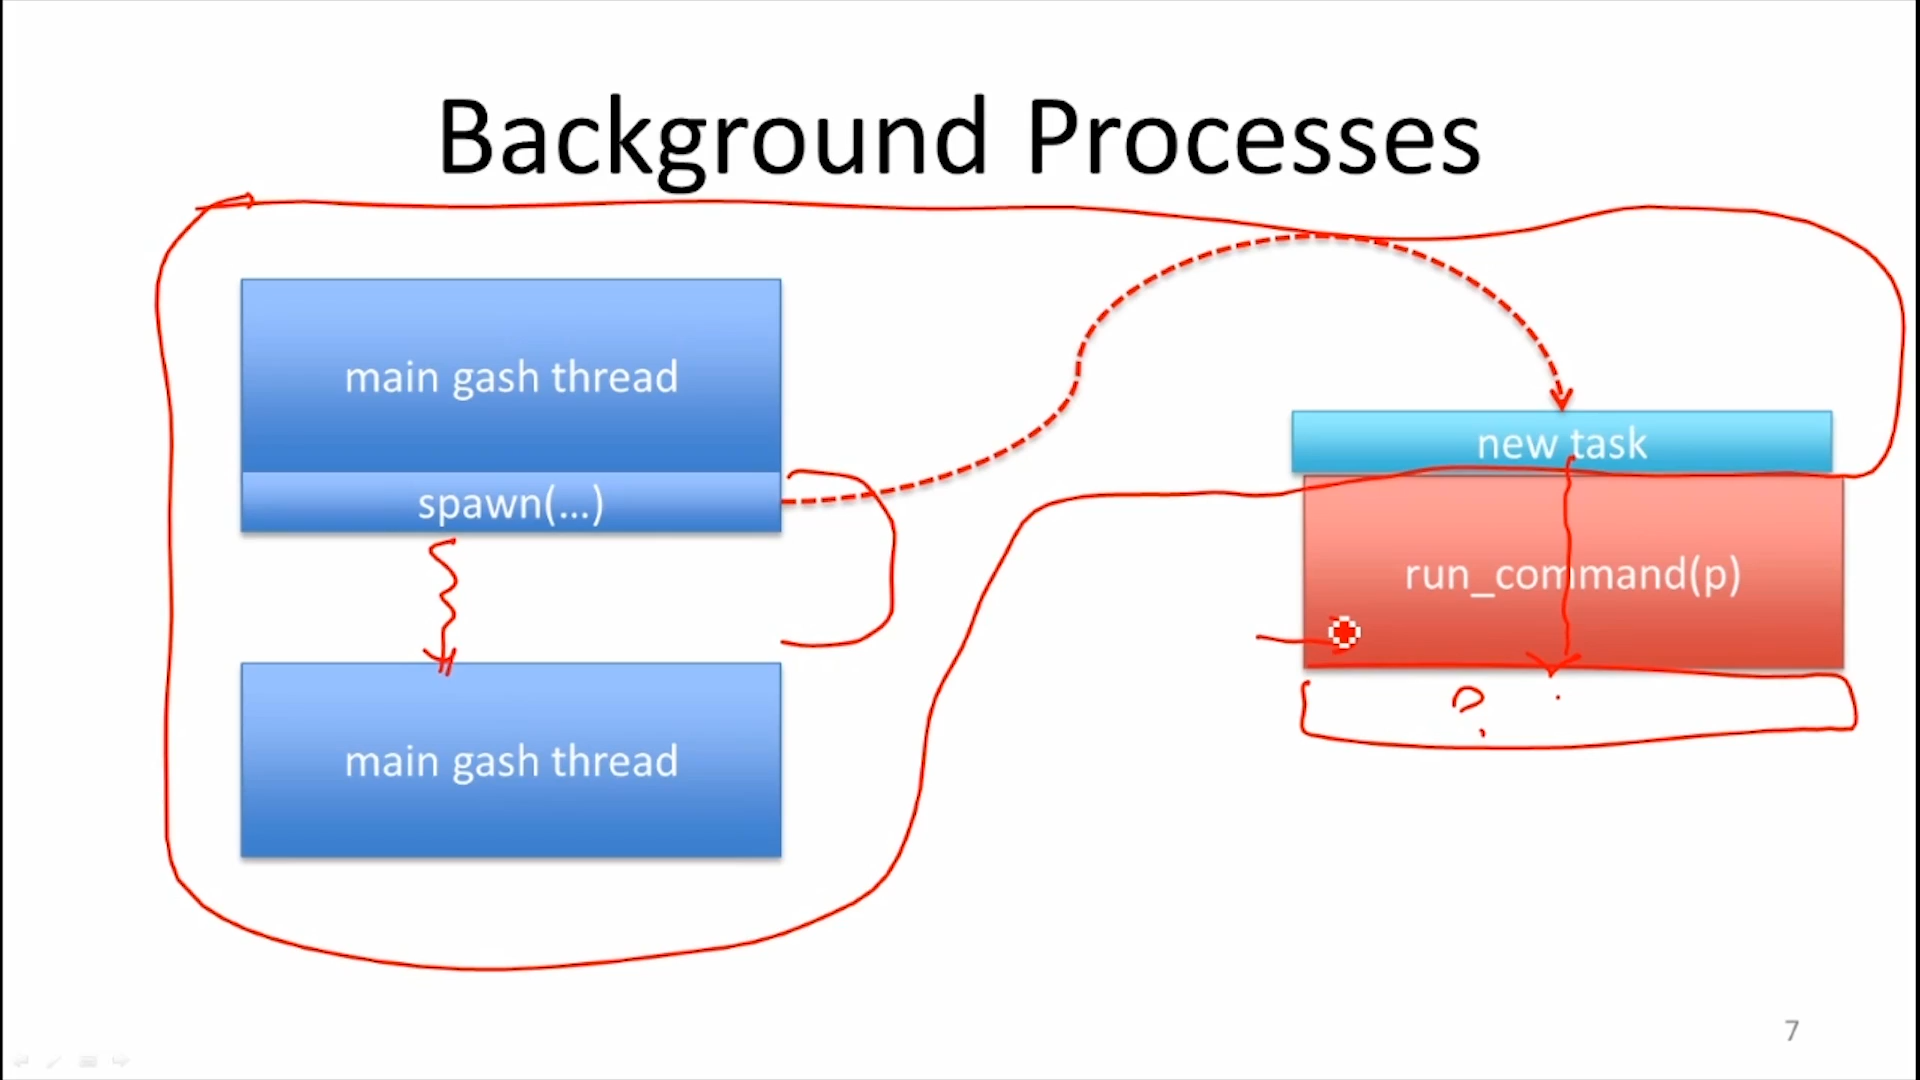 Background Processes
main gash thread
spawn(...)
new task
run_command(p)
?
main gash thread
7